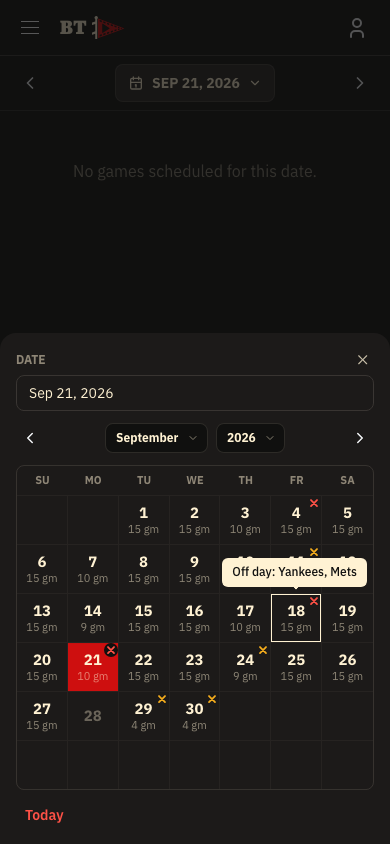 BT
SEP 21, 2026
No games scheduled for this date.
DATE
Sep 21, 2026
September 2026
SU MO TU WE TH FR SA
1 2 3 4 5
15 gm 15 gm 10 gm 15 gm 15 gm
6 7 8 9
15 gm 10 gm 15 gm 15 gm
Off day: Yankees, Mets
13 14 15 16 17 18 19
15 gm 9 gm 15 gm 15 gm 10 gm 15 gm 15 gm
20 21 22 23 24 25 26
15 gm 10 gm 15 gm 15 gm 9 gm 15 gm 15 gm
27 28 29 30
15 gm 4 gm 4 gm
Today